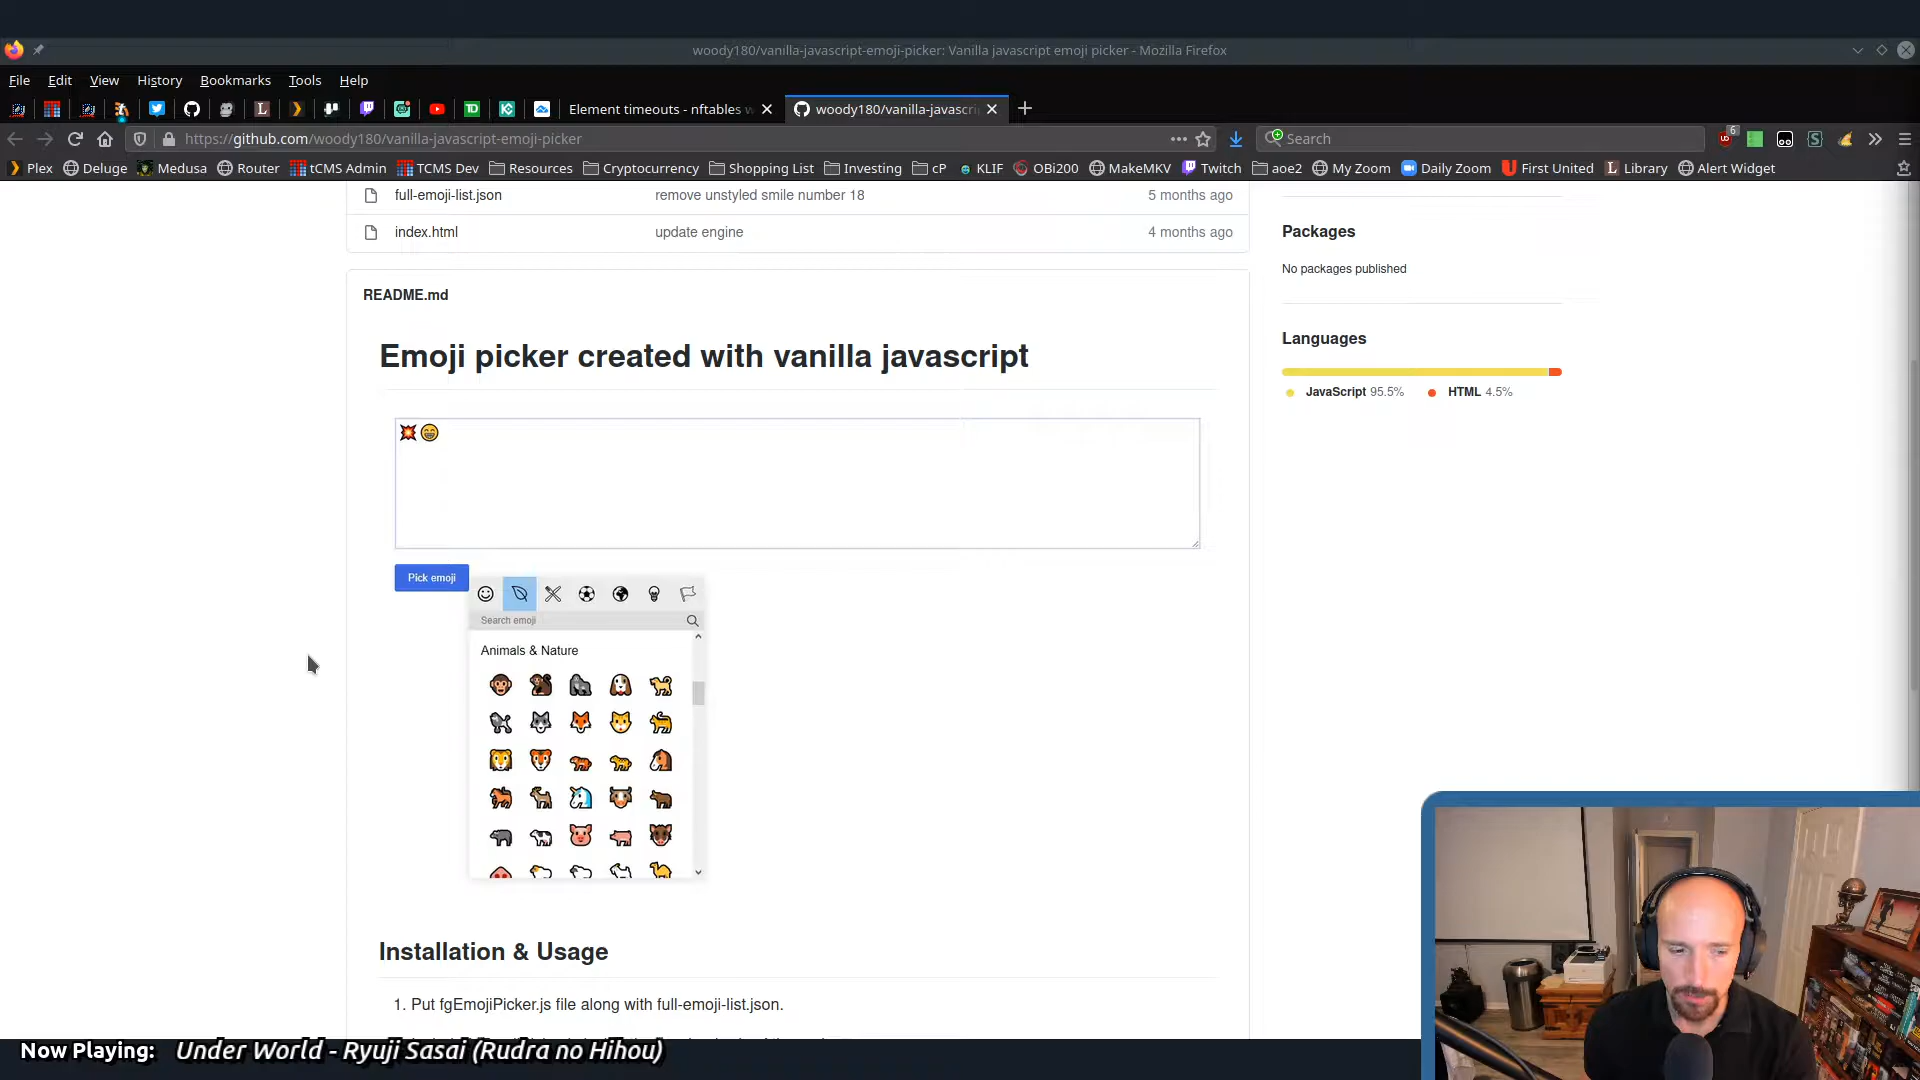 woody180/vanilla-javascript-emoji-picker: Vanilla javascript emoji picker - Mozilla Firefox
File Edit View History Bookmarks Tools Help
Element timeouts - nftables w
woody180/vanilla-javascri
https://github.com/woody180/vanilla-javascript-emoji-picker
Search
6
Plex Deluge Medusa Router tCMS Admin TCMS Dev Resources Cryptocurrency Shopping List Investing cP KLIF OBi200 MakeMKV Twitch aoe2 My Zoom Daily Zoom First United Library Alert Widget
full-emoji-list.json remove unstyled smile number 18 5 months ago
index.html update engine 4 months ago
README.md
Emoji picker created with vanilla javascript
Pick emoji
Search emoji
Animals & Nature
Installation & Usage
1. Put fgEmojiPicker.js file along with full-emoji-list.json.
Packages
No packages published
Languages
JavaScript 95.5% HTML 4.5%
Now Playing: Under World - Ryuji Sasai (Rudra no Hihou)